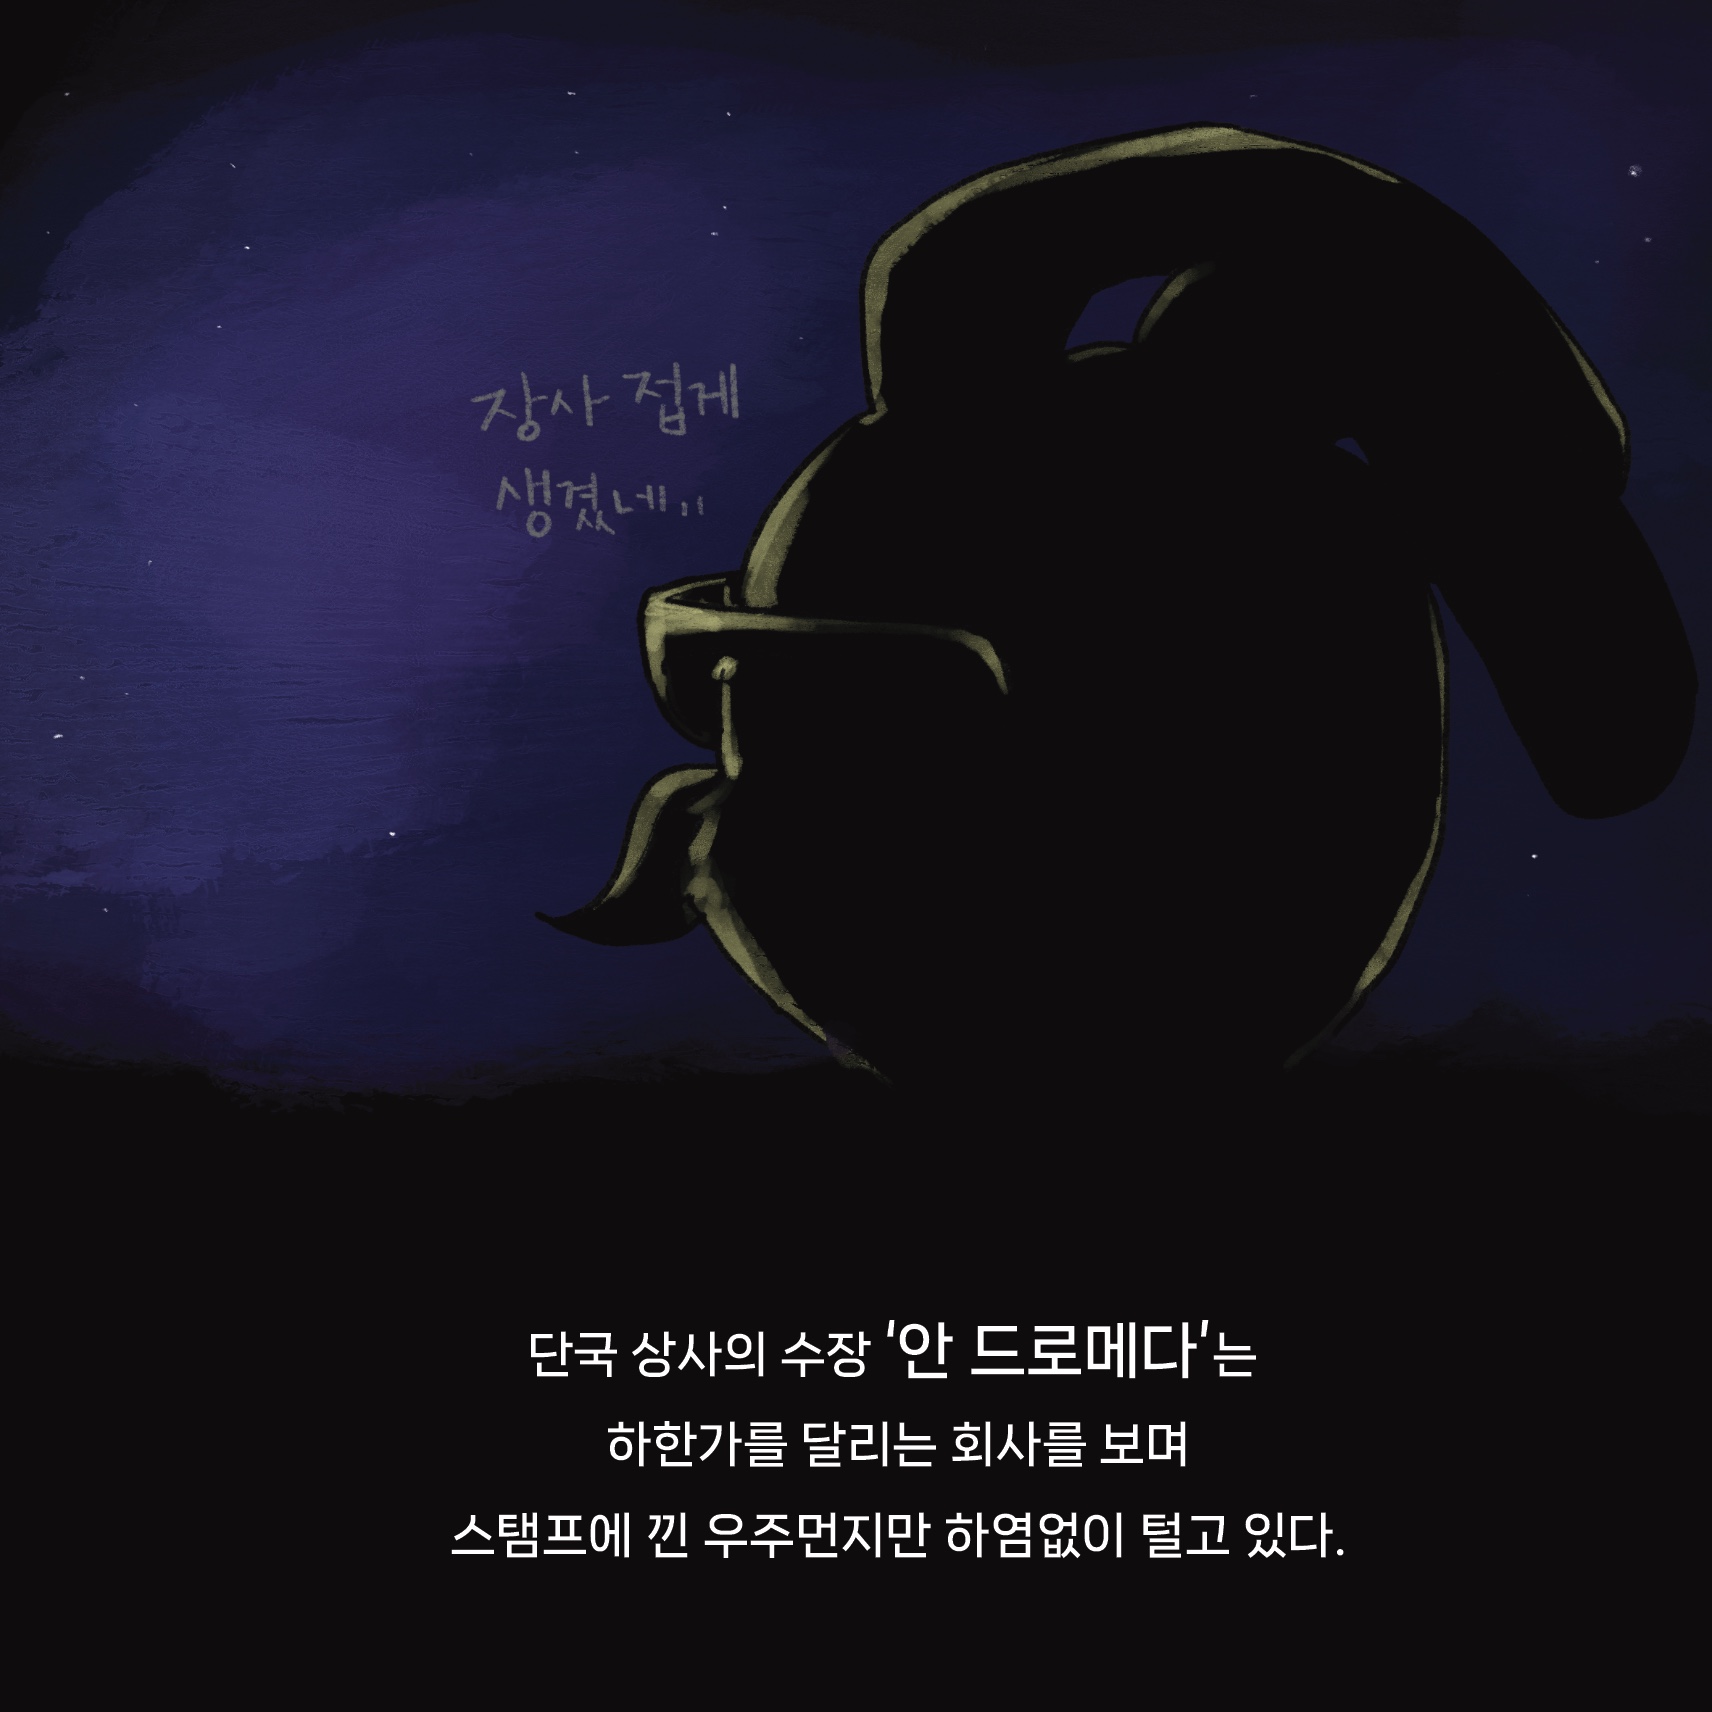 장사 접게
생겼네..
단국 상사의 수장 '안 드로메다'는
하한가를 달리는 회사를 보며
스탬프에 낀 우주먼지만 하염없이 털고 있다.